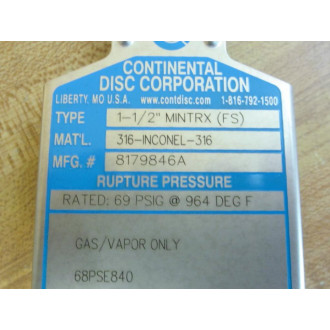 CONTINENTAL
DISC CORPORATION
LIBERTY, MO U.S.A. www.contdisc.com 1-816-792-1500
TYPE 1-1/2" MINTRX (FS)
MAT'L. 316-INCONEL-316
MFG. # 8179846A
RUPTURE PRESSURE
RATED: 69 PSIG @ 964 DEG F
GAS/VAPOR ONLY
68PSE840